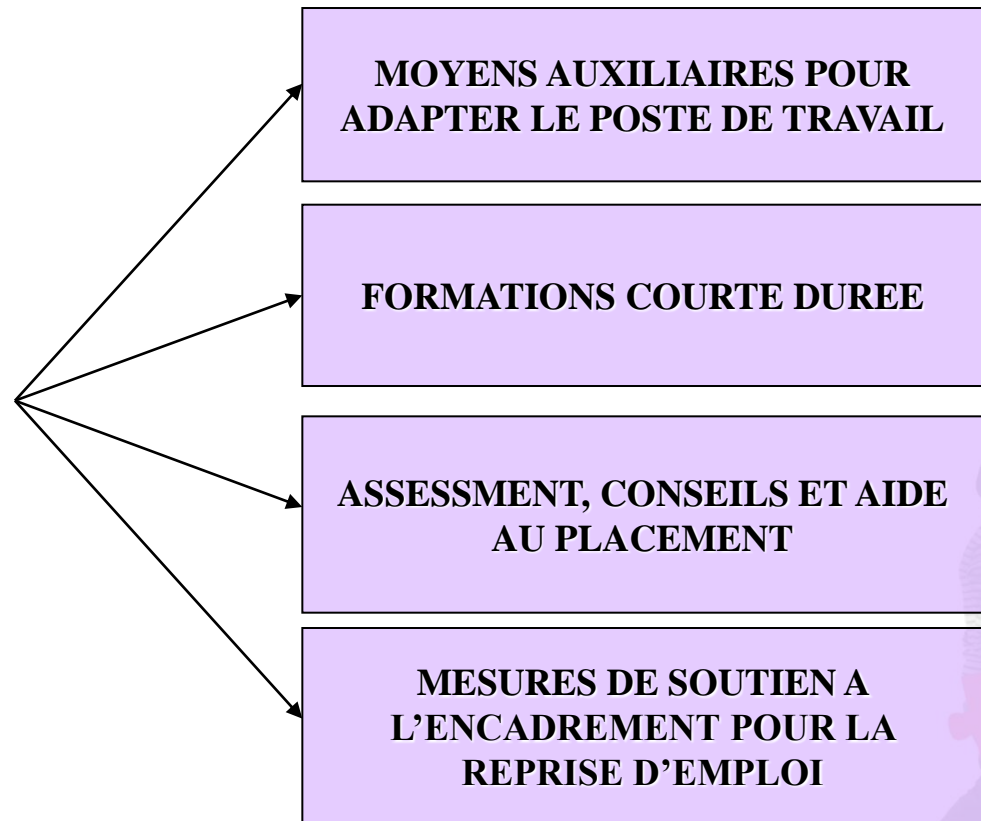 MOYENS AUXILIAIRES POUR
ADAPTER LE POSTE DE TRAVAIL
FORMATIONS COURTE DUREE
ASSESSMENT, CONSEILS ET AIDE
AU PLACEMENT
MESURES DE SOUTIEN A
L’ENCADREMENT POUR LA
REPRISE D’EMPLOI